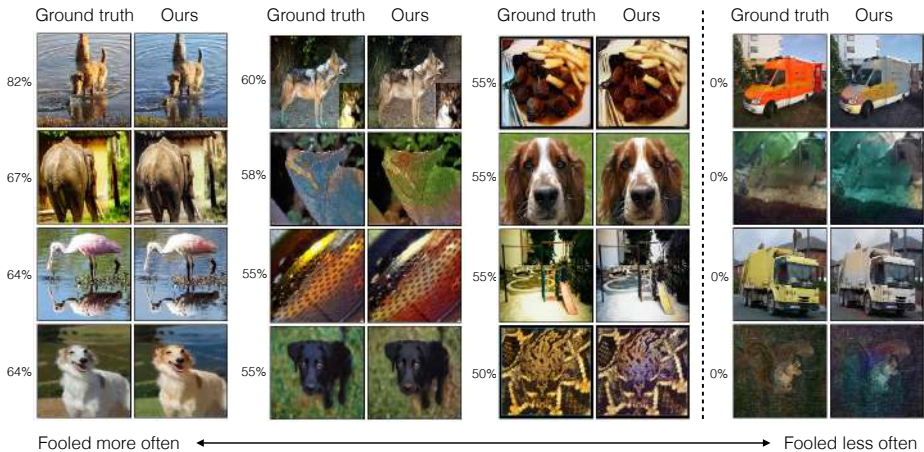 Ground truth Ours Ground truth Ours Ground truth Ours Ground truth Ours
82% 60% 55% 0%
67% 58% 55% 0%
64% 55% 55% 0%
64% 55% 50% 0%
Fooled more often Fooled less often